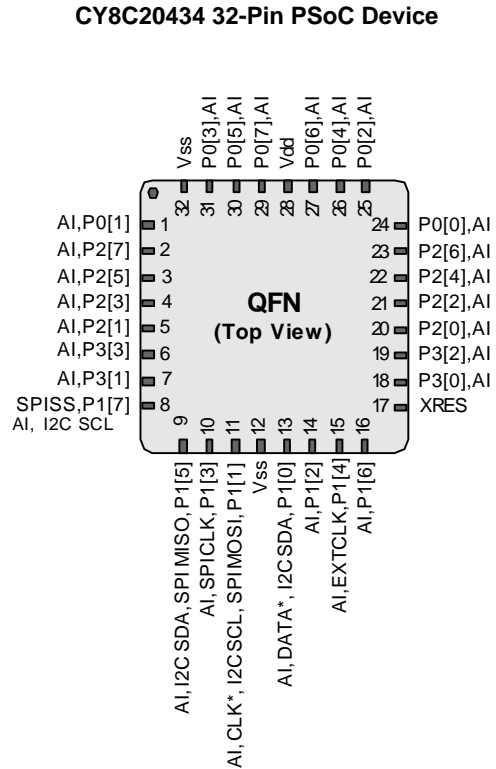 CY8C20434 32-Pin PSoC Device
Vss
P0[3],AI
P0[5],AI
P0[7],AI
Vdd
P0[6],AI
P0[4],AI
P0[2],AI
32
31
30
29
28
27
26
25
AI,P0[1] 1
AI,P2[7] 2
AI,P2[5] 3
AI,P2[3] 4
AI,P2[1] 5
AI,P3[3] 6
AI,P3[1] 7
SPISS,P1[7] 8
AI, I2C SCL
QFN
(Top View)
24 P0[0],AI
23 P2[6],AI
22 P2[4],AI
21 P2[2],AI
20 P2[0],AI
19 P3[2],AI
18 P3[0],AI
17 XRES
9
10
11
12
13
14
15
16
AI,I2C SDA,SPI MISO,P1[5]
AI,SPICLK,P1[3]
AI,CLK*,I2CSCL,SPIMOSI,P1[1]
Vss
AI,DATA*,I2CSDA,P1[0]
AI,P1[2]
AI,EXTCLK,P1[4]
AI,P1[6]